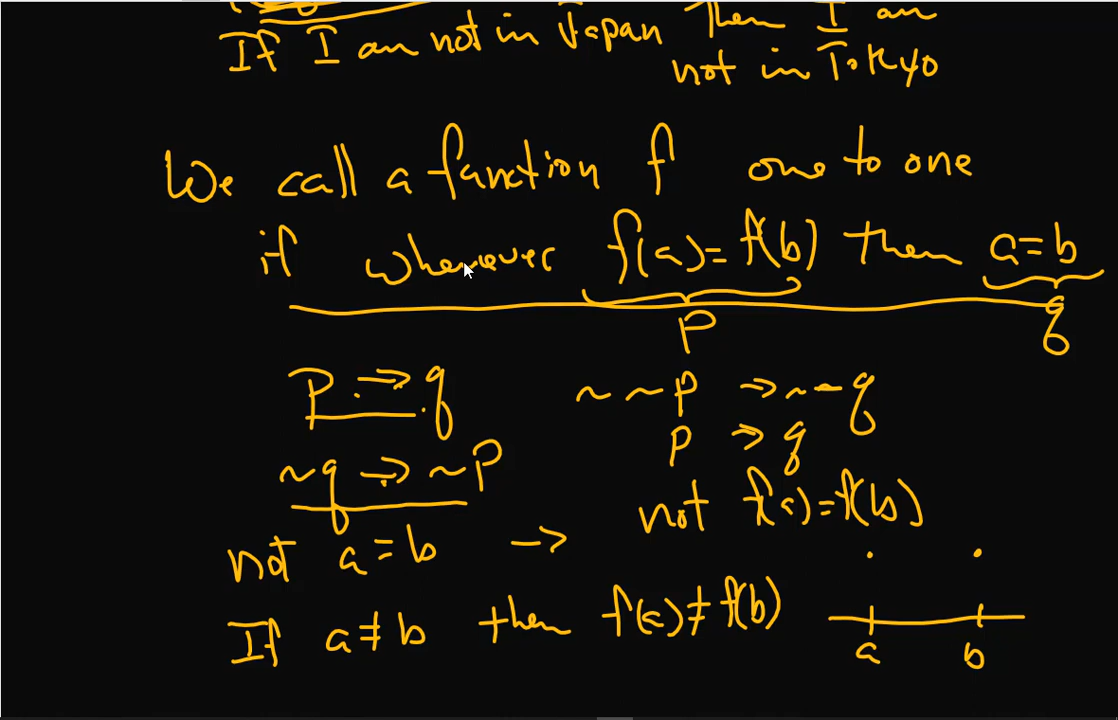 If I am not in Japan Then I am
not in Tokyo
We call a function f one to one
if whenever f(a)=f(b) then a=b
P q
P → q ~~P → ~~q
P → q
~q → ~P
not a=b → not f(a)=f(b)
If a≠b then f(a)≠f(b)
a b